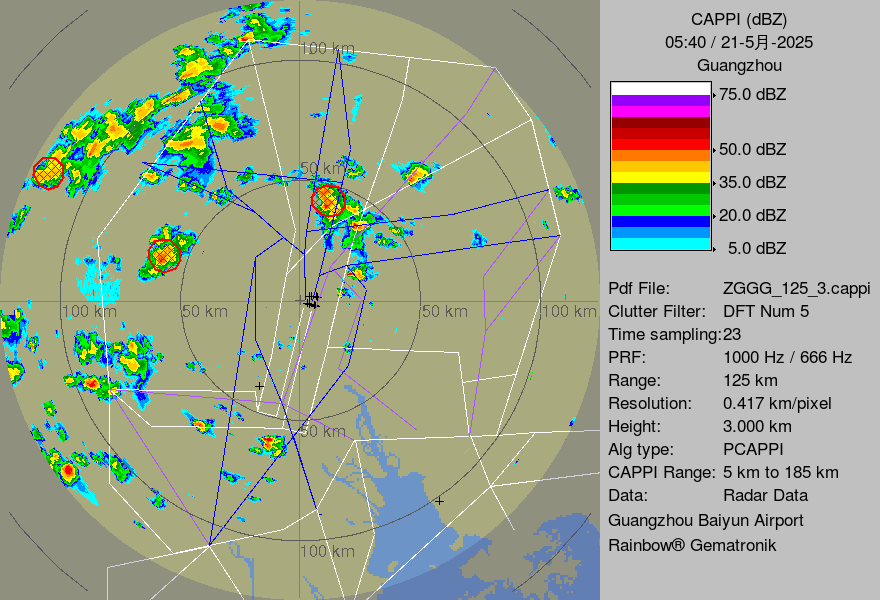 100 km
50 km
100 km
50 km
50 km
100 km
50 km
100 km
CAPPI (dBZ)
05:40 / 21-5月-2025
Guangzhou
75.0 dBZ
50.0 dBZ
35.0 dBZ
20.0 dBZ
5.0 dBZ
Pdf File: ZGGG_125_3.cappi
Clutter Filter: DFT Num 5
Time sampling:23
PRF: 1000 Hz / 666 Hz
Range: 125 km
Resolution: 0.417 km/pixel
Height: 3.000 km
Alg type: PCAPPI
CAPPI Range: 5 km to 185 km
Data: Radar Data
Guangzhou Baiyun Airport
Rainbow® Gematronik